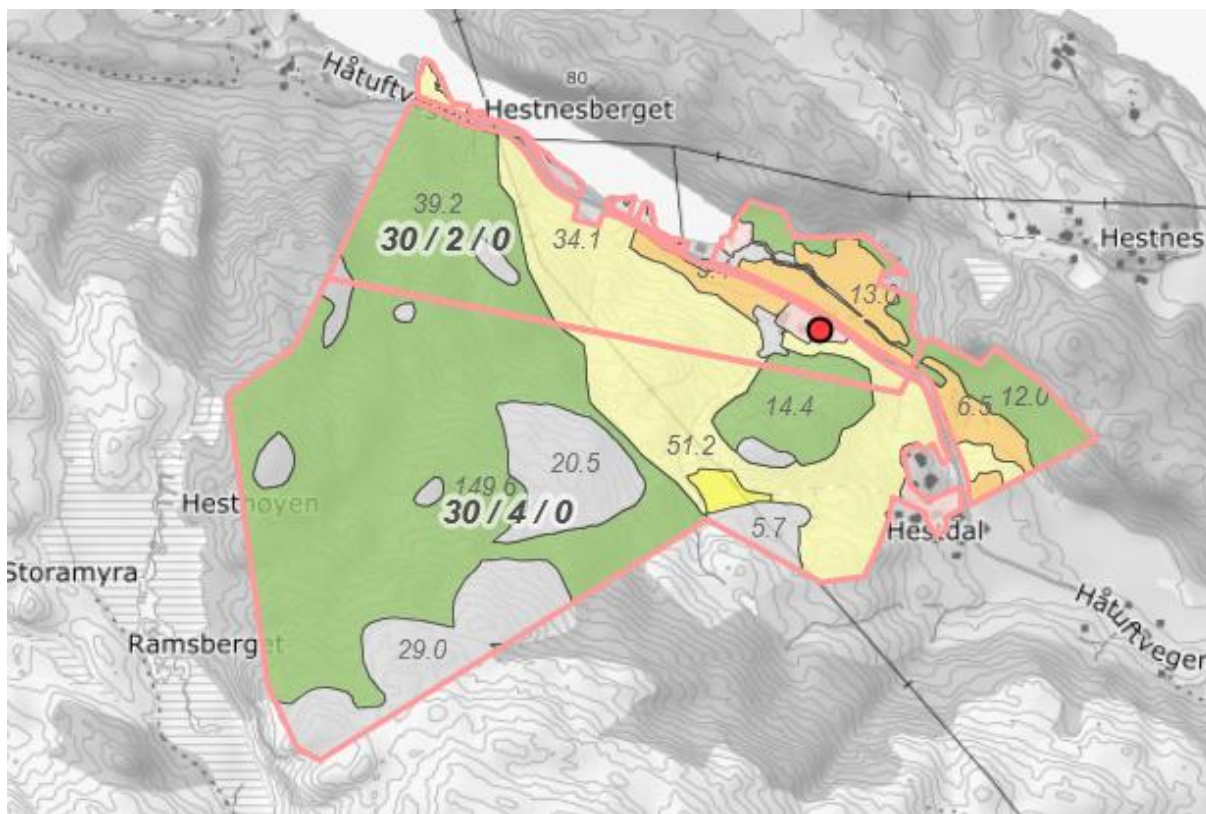 80
Håtuftv
Hestnesberget
39.2
30 / 2 / 0
34.1
Hestnes
13.0
14.4
6.5
12.0
51.2
20.5
149.6
Hesthøyen
30 / 4 / 0
5.7
Hestdal
Storamyra
Håtuftvegen
Ramsberget
29.0